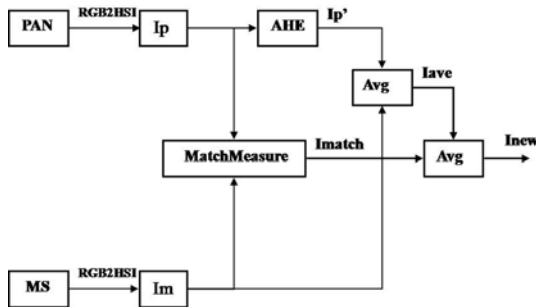 PAN
RGB2HSI
Ip
AHE
Ip'
Avg
Iave
MatchMeasure
Imatch
Avg
Inew
MS
RGB2HSI
Im